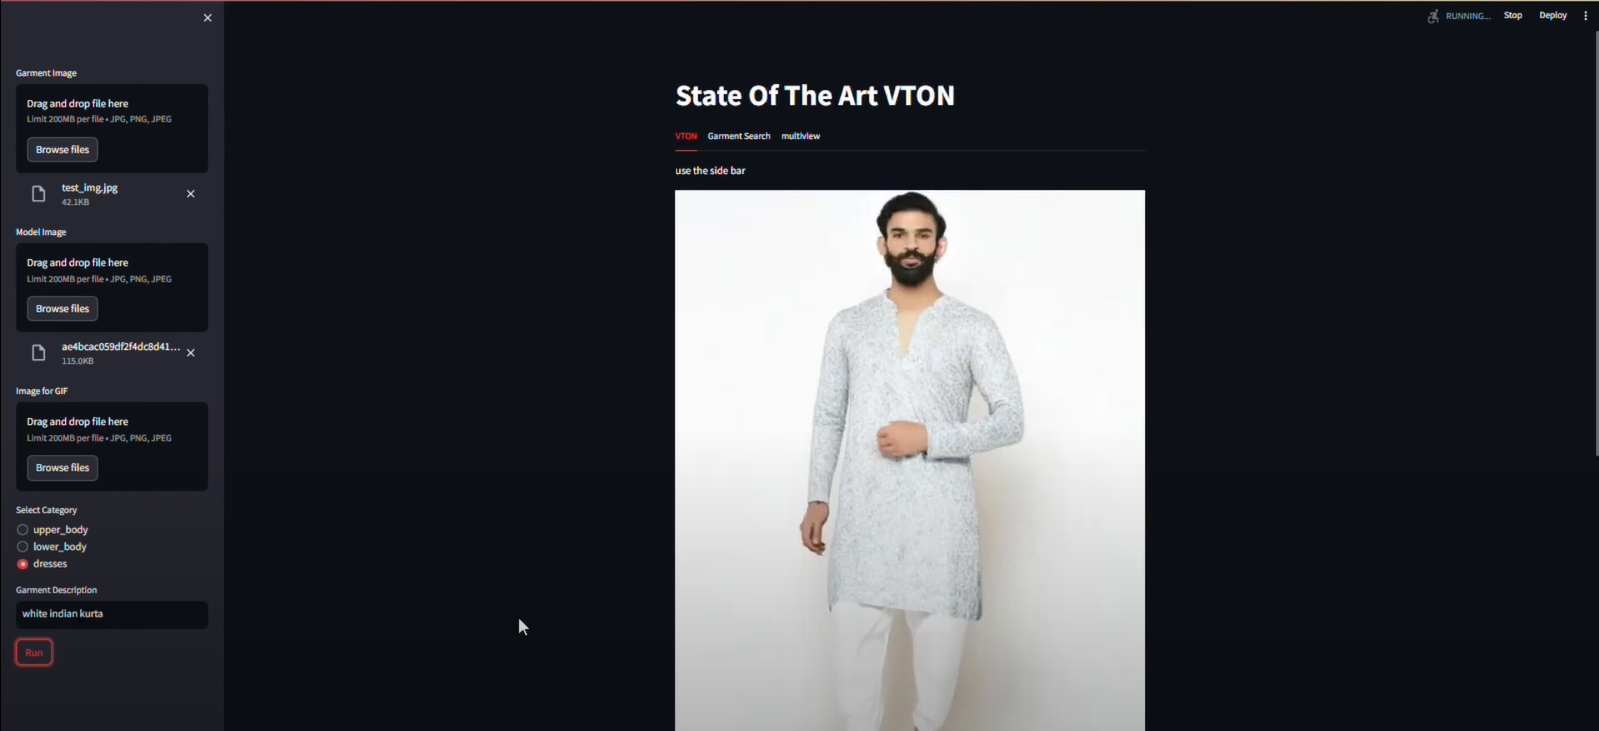 RUNNING...
Stop
Deploy
Garment Image
Drag and drop file here
Limit 200MB per file • JPG, PNG, JPEG
Browse files
test_img.jpg
42.1KB
Model Image
Drag and drop file here
Limit 200MB per file • JPG, PNG, JPEG
Browse files
ae4bcac059df2f4dc8d41...
115.0KB
Image for GIF
Drag and drop file here
Limit 200MB per file • JPG, PNG, JPEG
Browse files
Select Category
upper_body
lower_body
dresses
Garment Description
white indian kurta
Run
State Of The Art VTON
VTON Garment Search multiview
use the side bar